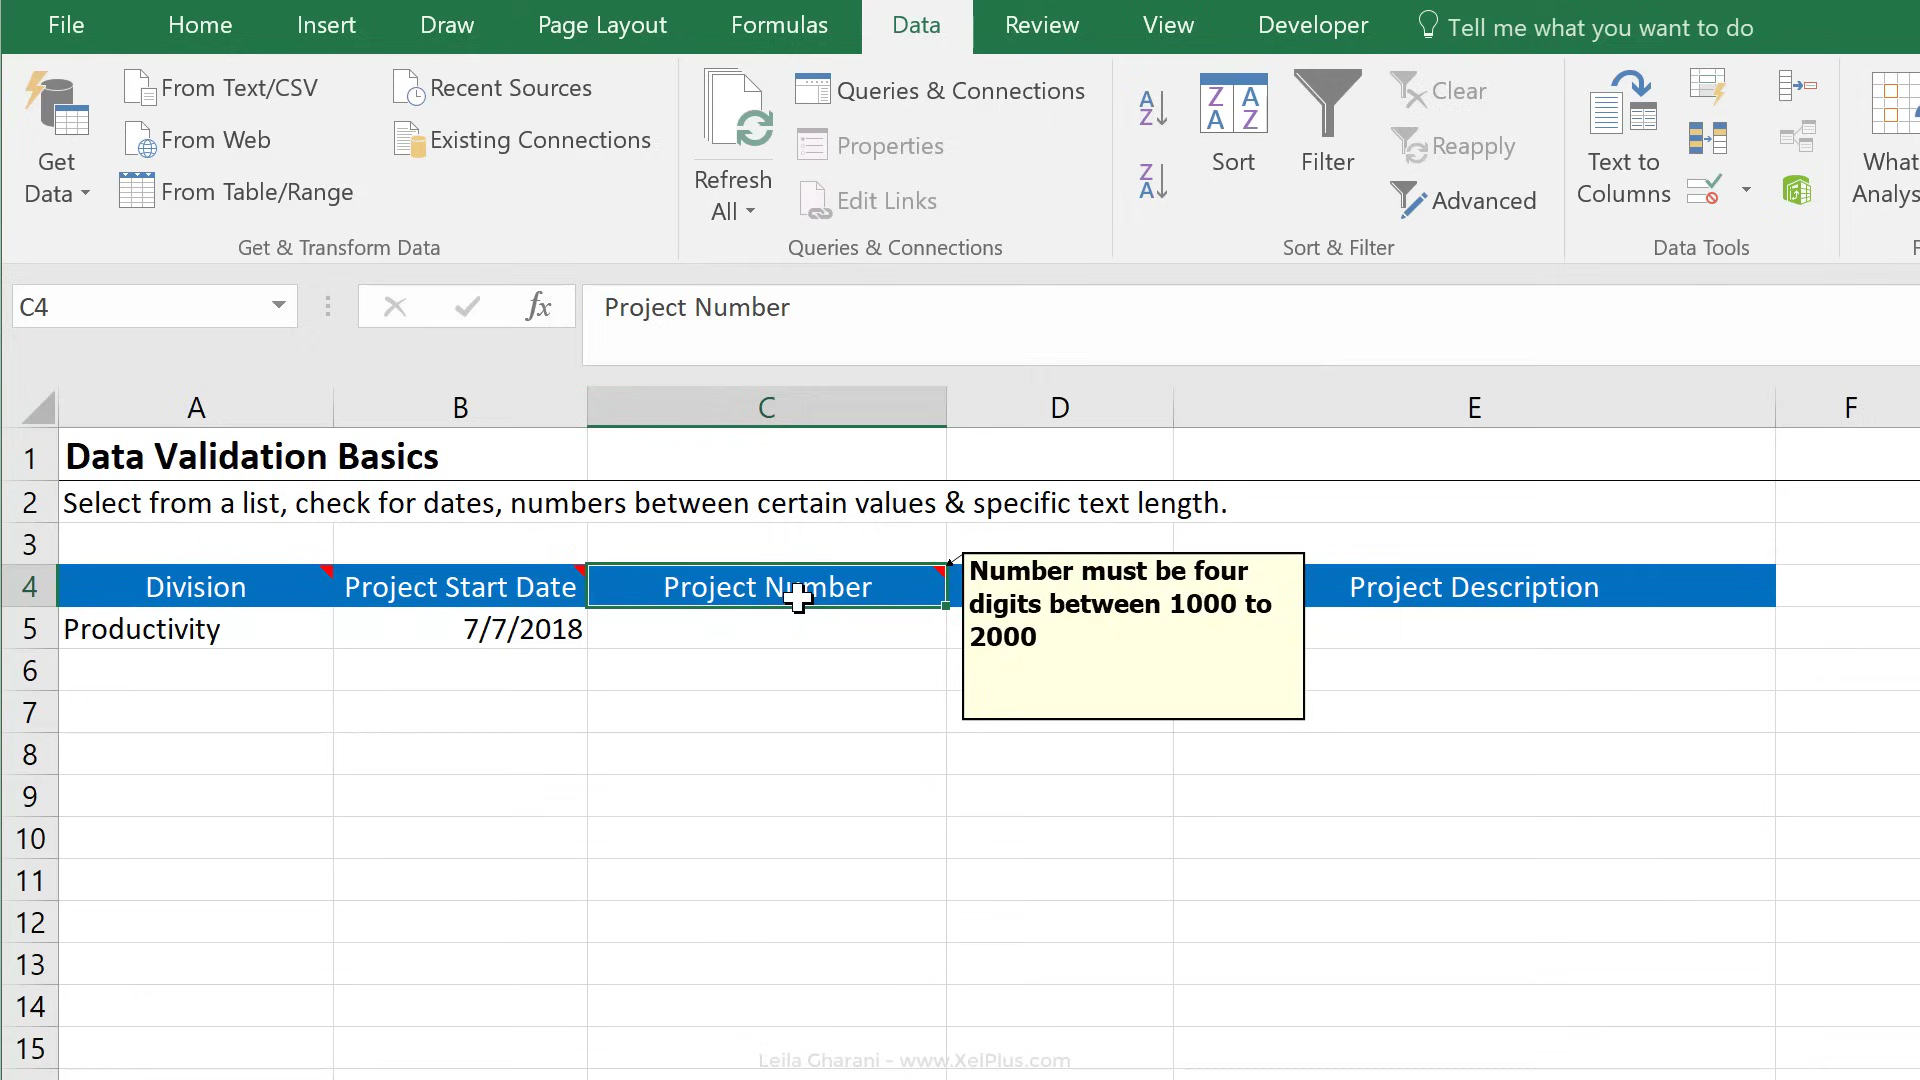 File Home Insert Draw Page Layout Formulas Data Review View Developer Tell me what you want to do
Get Data
From Text/CSV
From Web
From Table/Range
Recent Sources
Existing Connections
Get & Transform Data
Refresh All
Queries & Connections
Properties
Edit Links
Queries & Connections
A Z
Z A
Z A A Z
Sort
Filter
Clear
Reapply
Advanced
Sort & Filter
Text to Columns
Data Tools
What
Analys
F
C4 fx Project Number
A B C D E F
1 Data Validation Basics
2 Select from a list, check for dates, numbers between certain values & specific text length.
3
4 Division Project Start Date Project Number Project Description
Number must be four
digits between 1000 to
2000
5 Productivity 7/7/2018
6
7
8
9
10
11
12
13
14
15
Leila Gharani - www.XelPlus.com